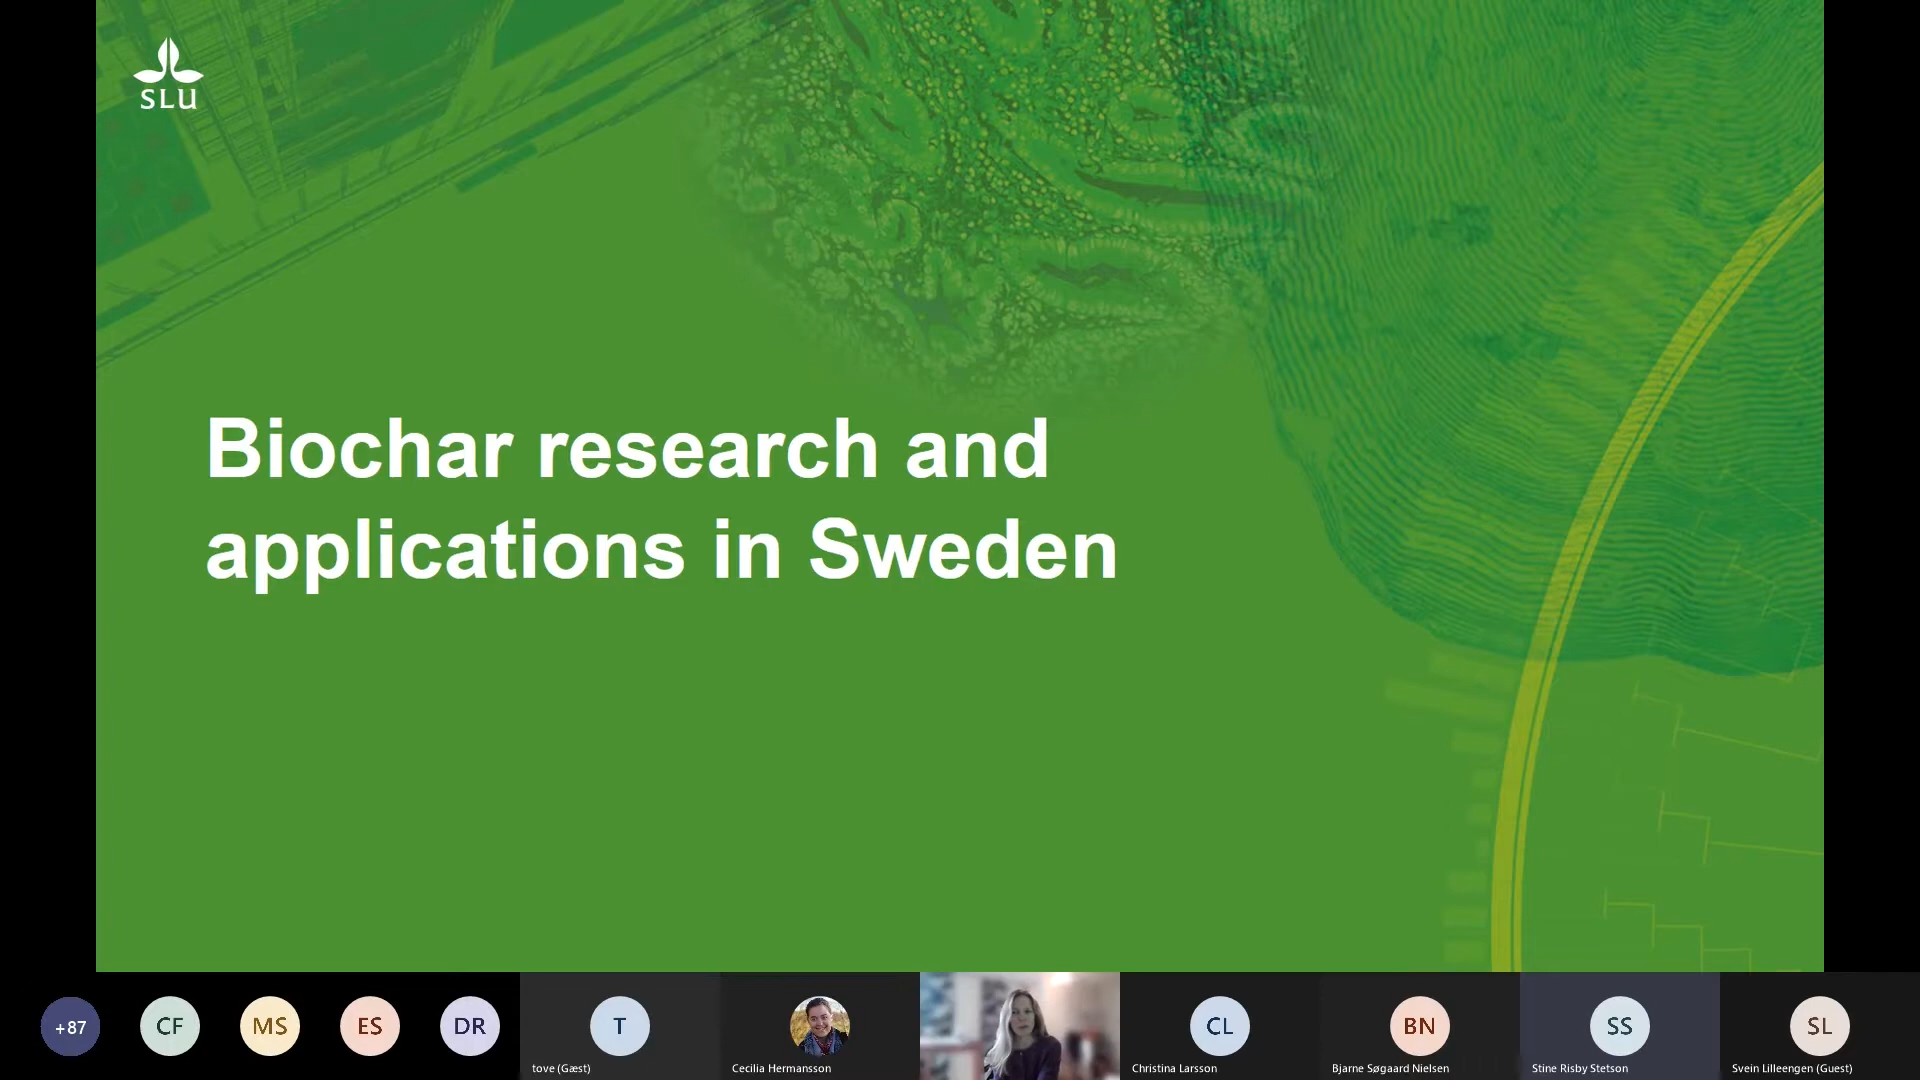 SLU
Biochar research and
applications in Sweden
+87
CF
MS
ES
DR
T
tove (Gæst)
Cecilia Hermansson
CL
Christina Larsson
BN
Bjarne Søgaard Nielsen
SS
Stine Risby Stetson
SL
Svein Lilleengen (Guest)